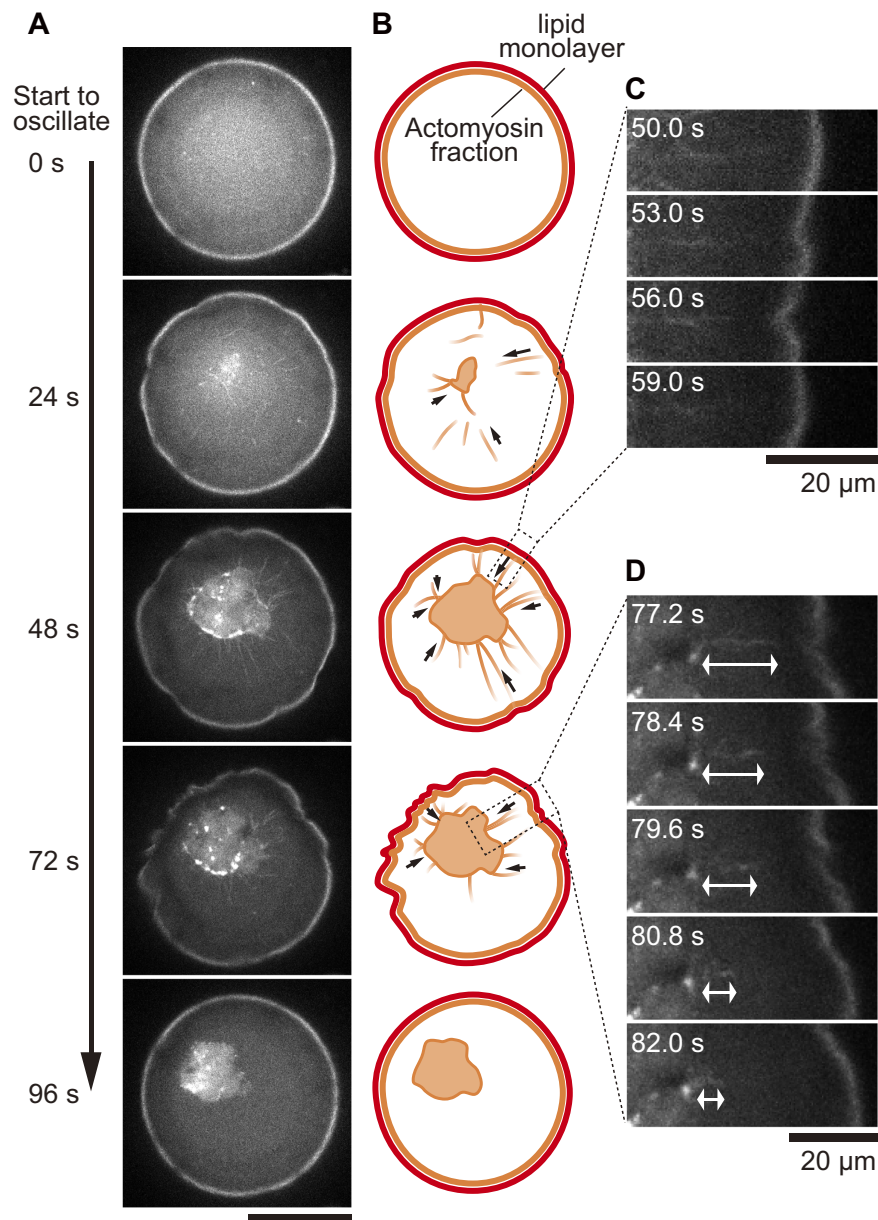 A
Start to
oscillate
0 s
24 s
48 s
72 s
96 s
B
lipid
monolayer
Actomyosin
fraction
C
50.0 s
53.0 s
56.0 s
59.0 s
20 µm
D
77.2 s
78.4 s
79.6 s
80.8 s
82.0 s
20 µm